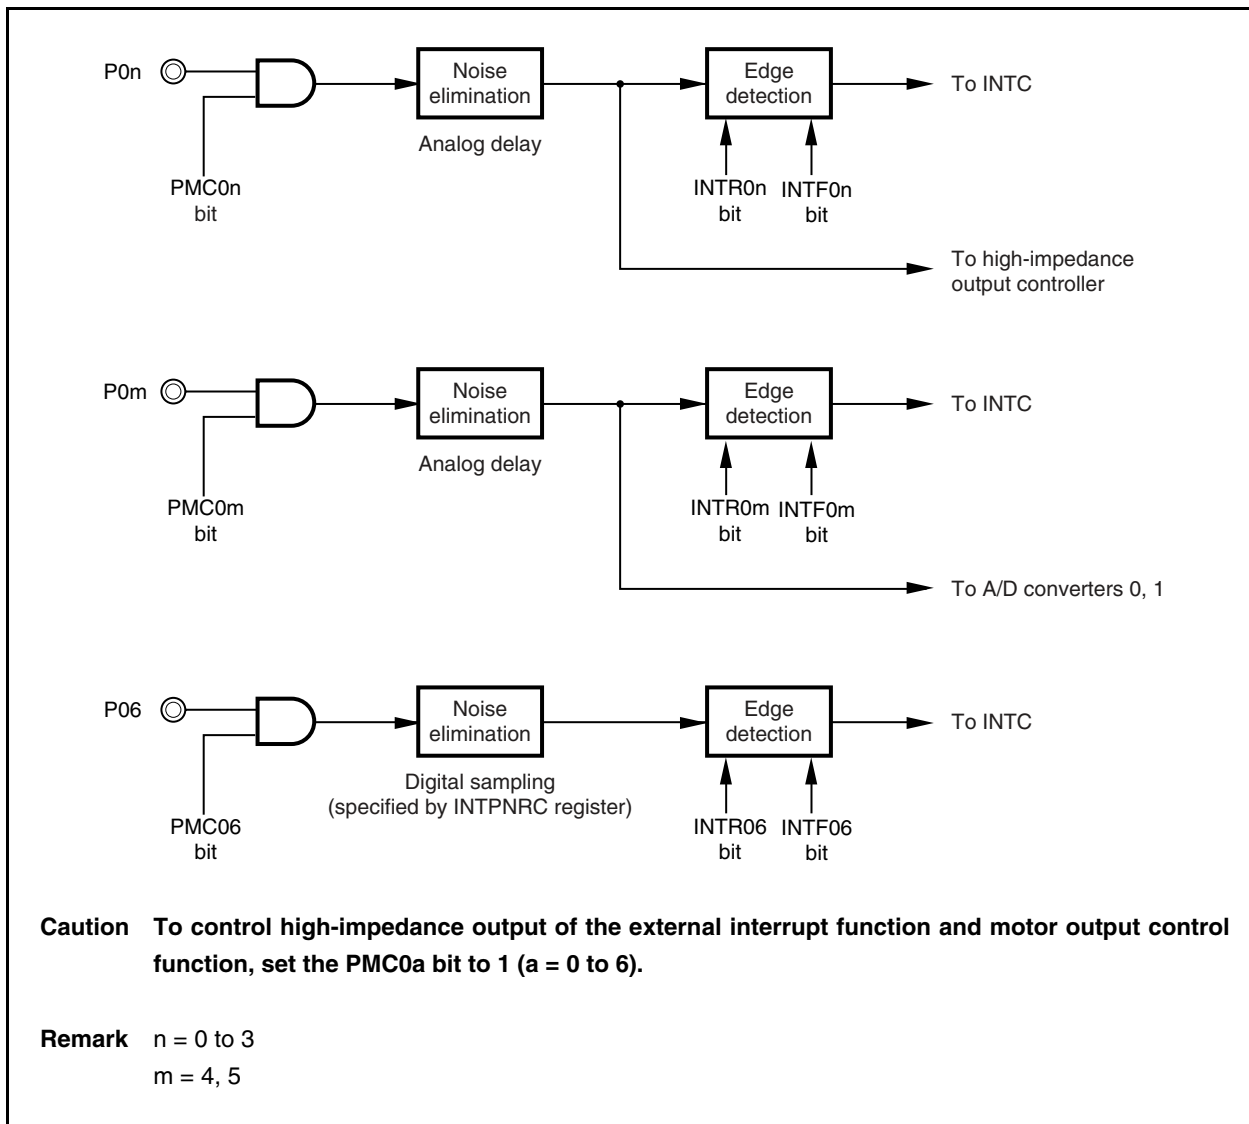 P0n
Noise
elimination
Edge
detection
To INTC
Analog delay
PMC0n
bit
INTR0n
bit
INTF0n
bit
To high-impedance
output controller
P0m
Noise
elimination
Edge
detection
To INTC
Analog delay
PMC0m
bit
INTR0m
bit
INTF0m
bit
To A/D converters 0, 1
P06
Noise
elimination
Edge
detection
To INTC
Digital sampling
(specified by INTPNRC register)
PMC06
bit
INTR06
bit
INTF06
bit
Caution To control high-impedance output of the external interrupt function and motor output control
function, set the PMC0a bit to 1 (a = 0 to 6).
Remark n = 0 to 3
m = 4, 5